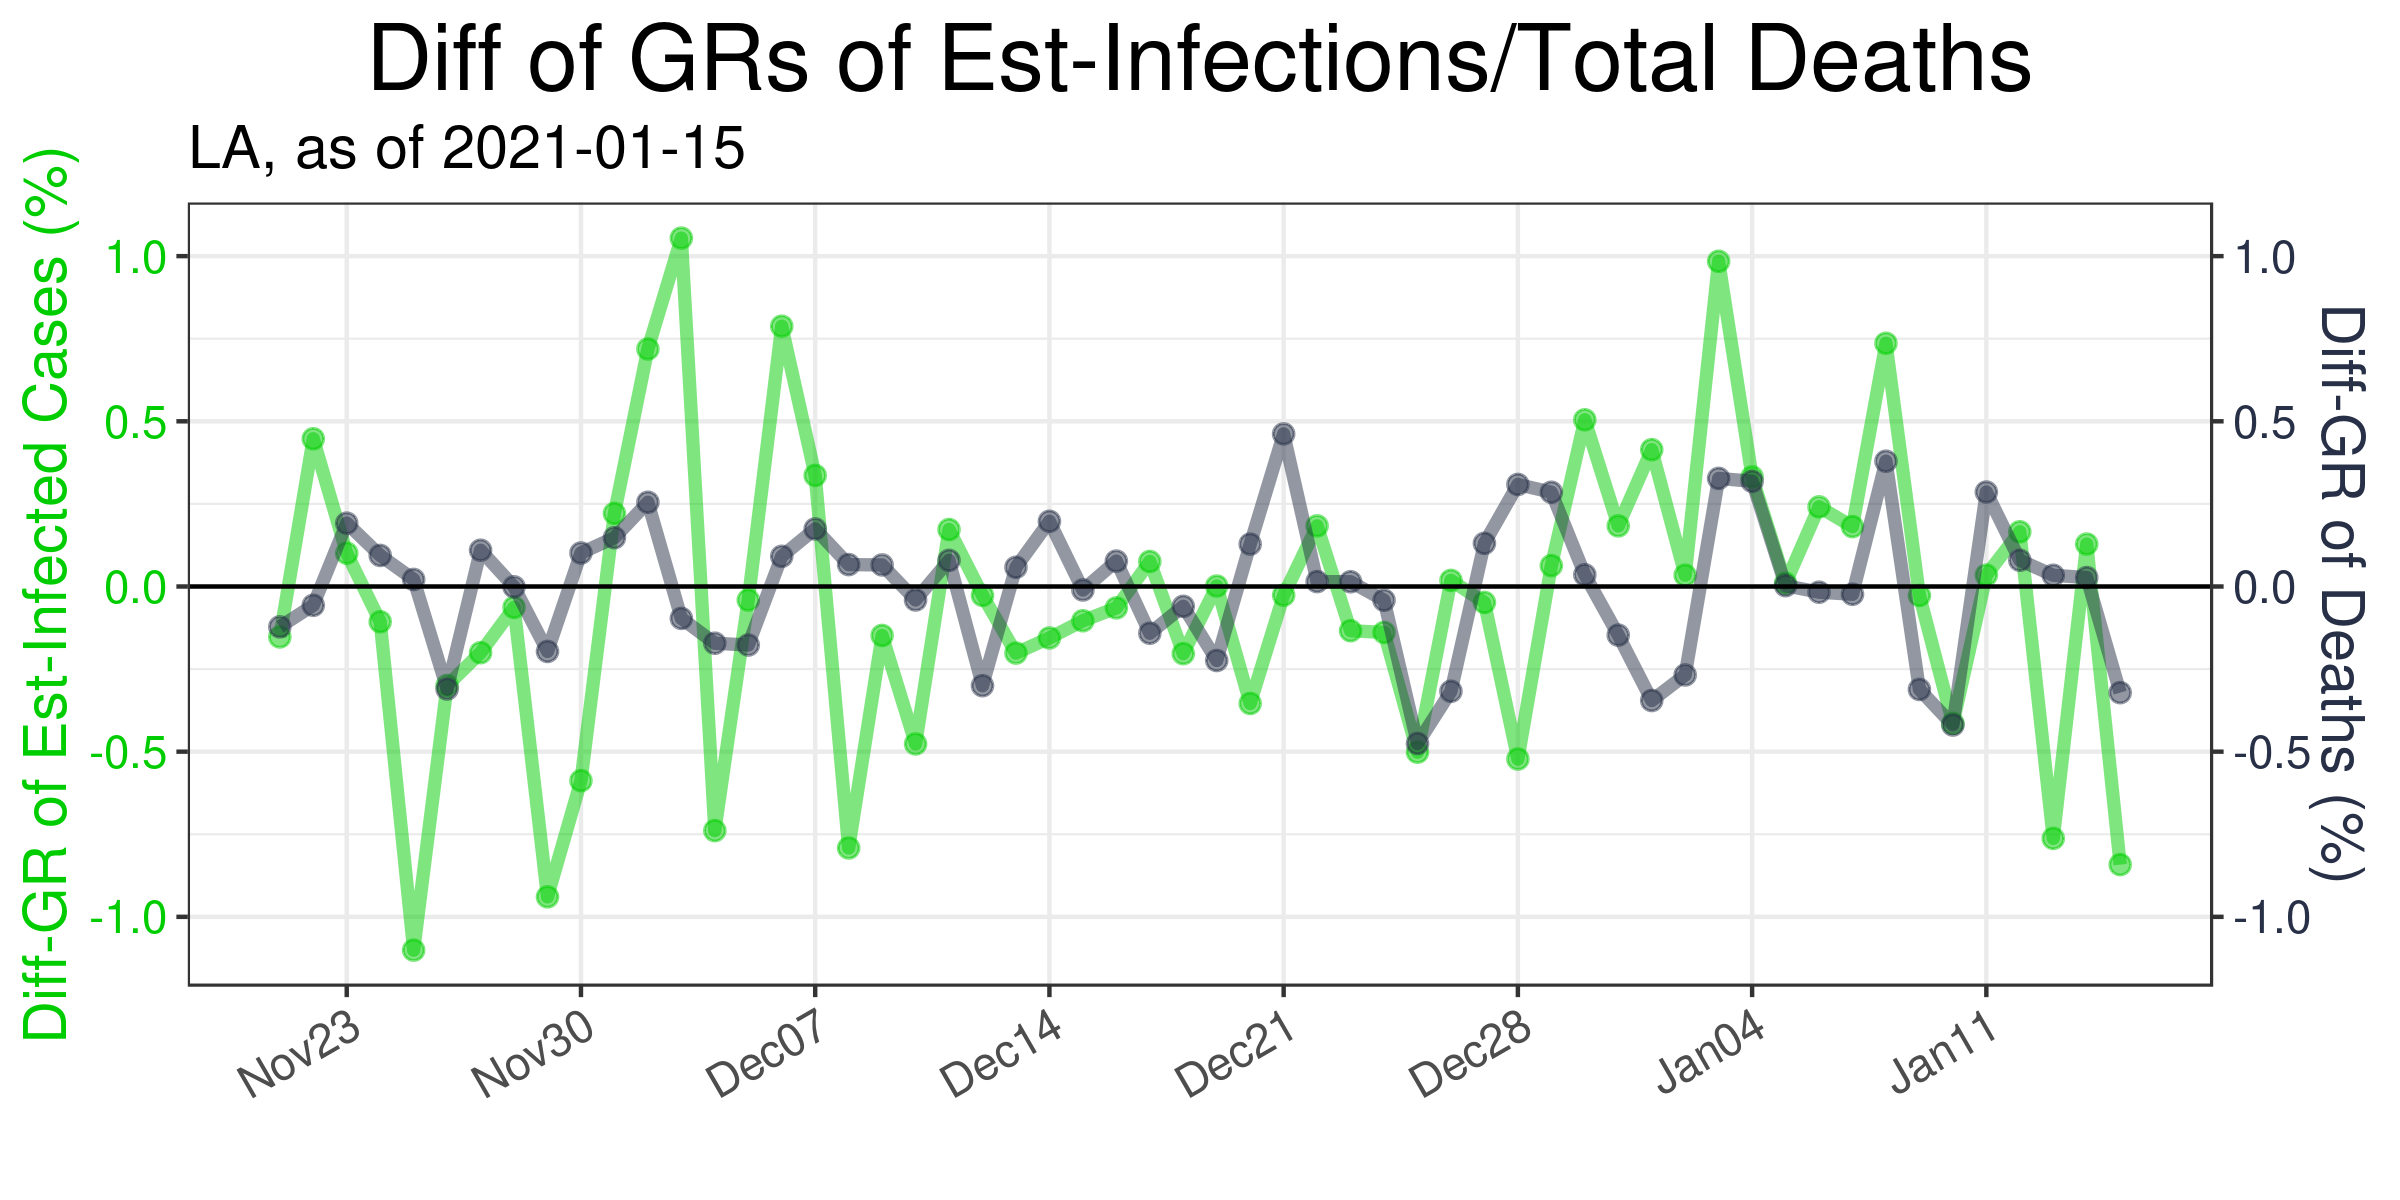 Diff of GRs of Est-Infections/Total Deaths
LA, as of 2021-01-15
Diff-GR of Est-Infected Cases (%)
1.0
0.5
0.0
-0.5
-1.0
1.0
0.5
0.0
-0.5
-1.0
Diff-GR of Deaths (%)
Nov23
Nov30
Dec07
Dec14
Dec21
Dec28
Jan04
Jan11